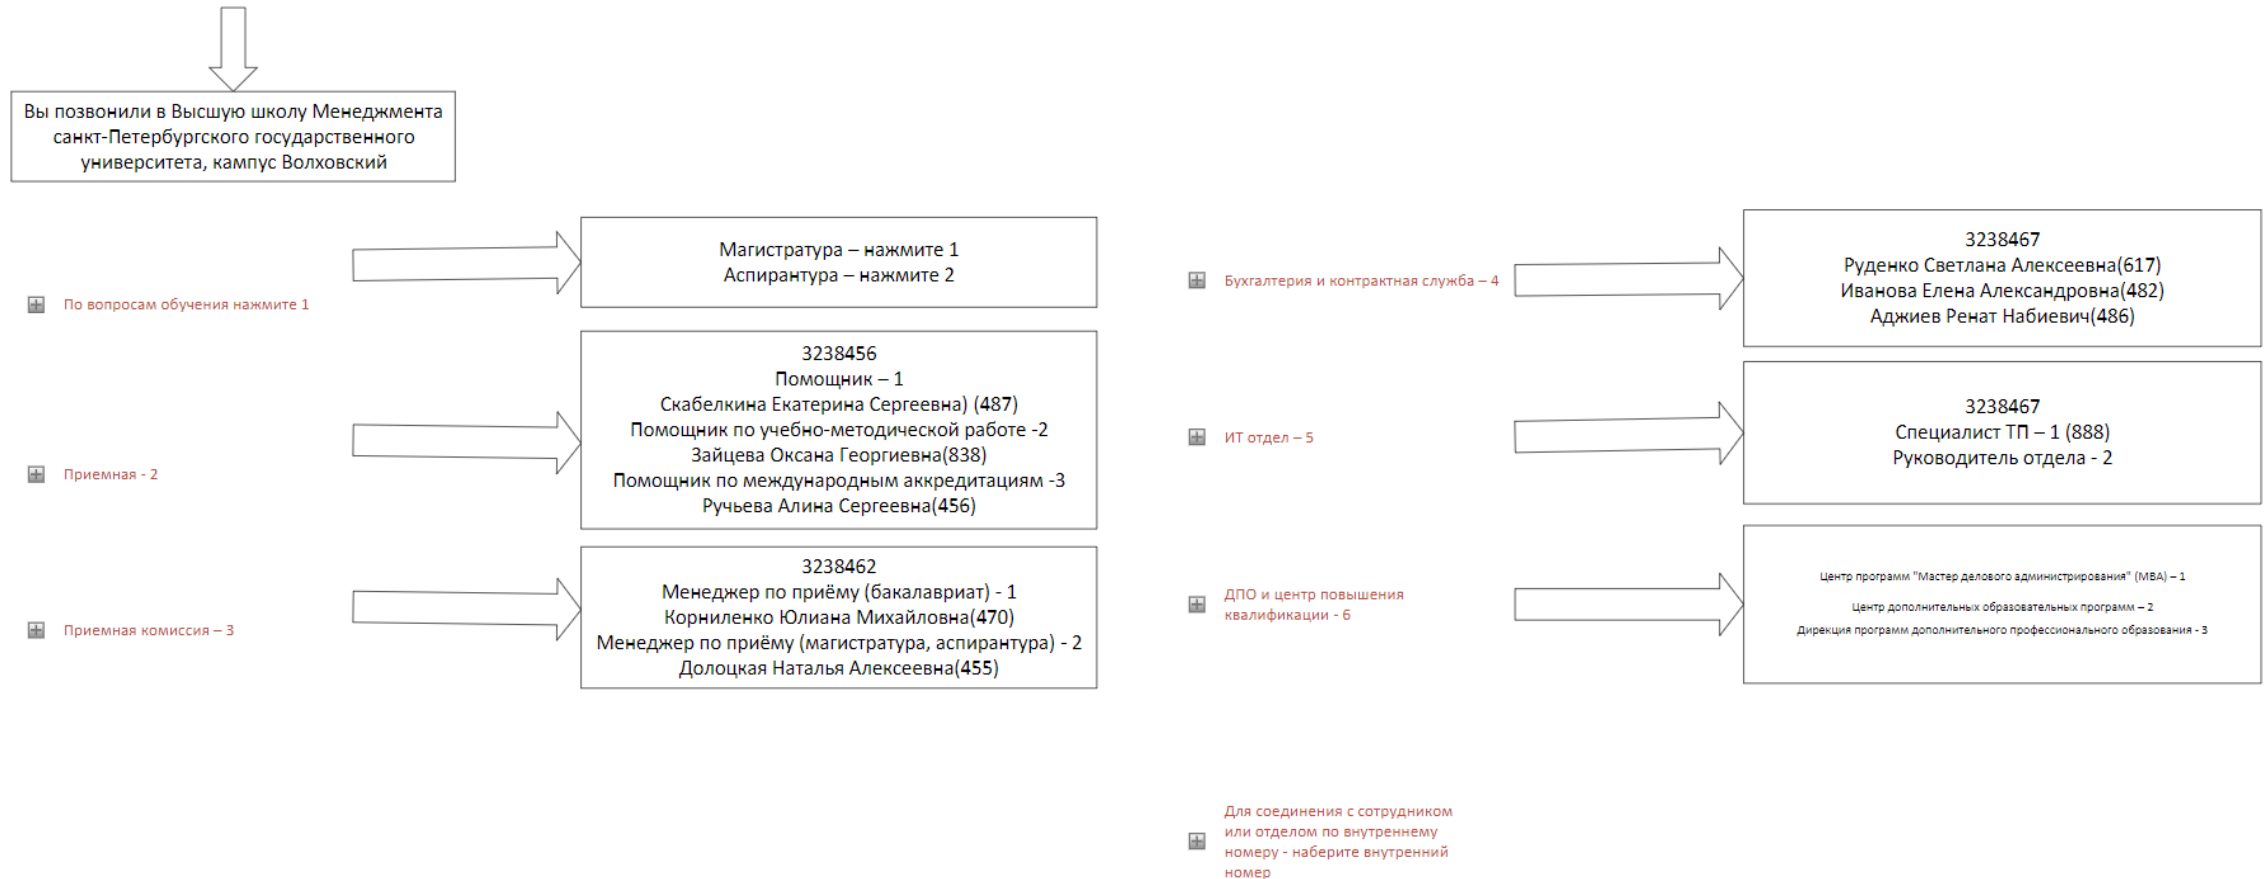 Вы позвонили в Высшую школу Менеджмента
санкт-Петербургского государственного
университета, кампус Волховский
По вопросам обучения нажмите 1
Магистратура – нажмите 1
Аспирантура – нажмите 2
Приемная - 2
3238456
Помощник – 1
Скабелкина Екатерина Сергеевна) (487)
Помощник по учебно-методической работе -2
Зайцева Оксана Георгиевна(838)
Помощник по международным аккредитациям -3
Ручьева Алина Сергеевна(456)
Приемная комиссия – 3
3238462
Менеджер по приёму (бакалавриат) - 1
Корниленко Юлиана Михайловна(470)
Менеджер по приёму (магистратура, аспирантура) - 2
Долоцкая Наталья Алексеевна(455)
Бухгалтерия и контрактная служба – 4
3238467
Руденко Светлана Алексеевна(617)
Иванова Елена Александровна(482)
Аджиев Ренат Набиевич(486)
ИТ отдел – 5
3238467
Специалист ТП – 1 (888)
Руководитель отдела - 2
ДПО и центр повышения
квалификации - 6
Центр программ "Мастер делового администрирования" (МВА) – 1
Центр дополнительных образовательных программ – 2
Дирекция программ дополнительного профессионального образования - 3
Для соединения с сотрудником
или отделом по внутреннему
номеру - наберите внутренний
номер